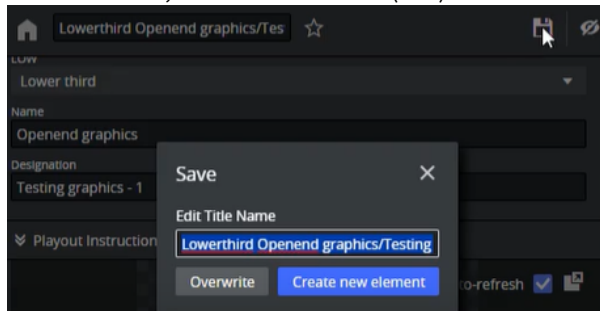 Lowerthird Openend graphics/Tes
LOW
Lower third
Name
Openend graphics
Designation
Testing graphics - 1
Save
Edit Title Name
Lowerthird Openend graphics/Testing
Playout Instruction
Overwrite
Create new element
to-refresh